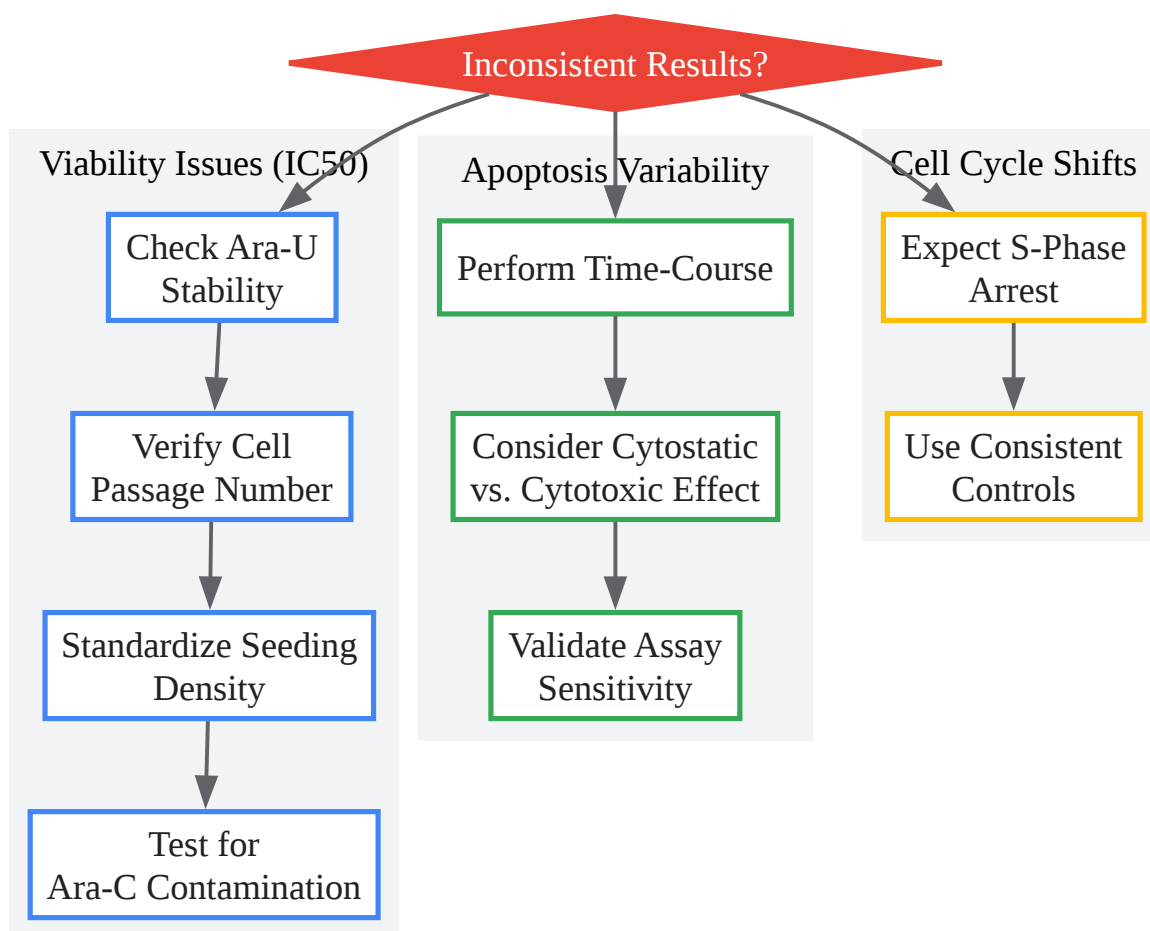 Inconsistent Results?
Viability Issues (IC50)
Check Ara-U
Stability
Verify Cell
Passage Number
Standardize Seeding
Density
Test for
Ara-C Contamination
Apoptosis Variability
Perform Time-Course
Consider Cytostatic
vs. Cytotoxic Effect
Validate Assay
Sensitivity
Cell Cycle Shifts
Expect S-Phase
Arrest
Use Consistent
Controls